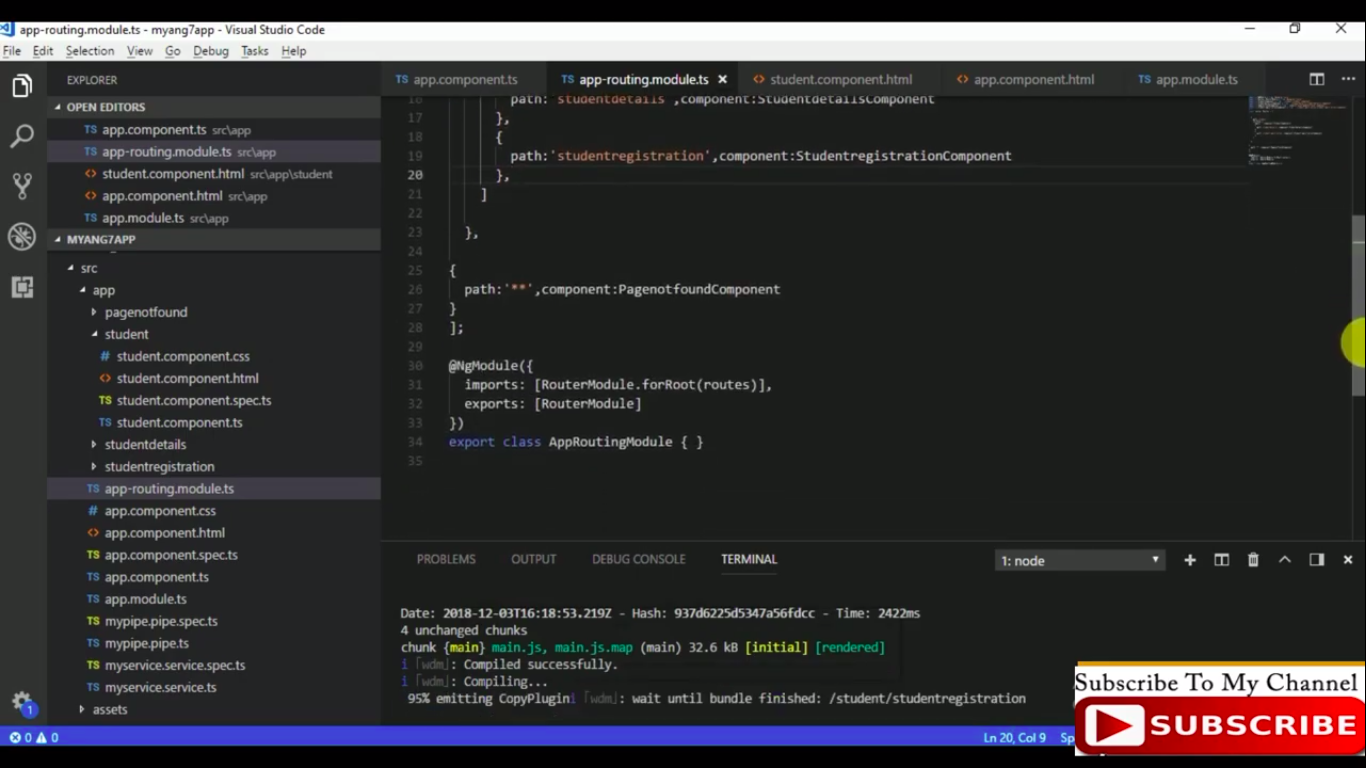 app-routing.module.ts - myang7app - Visual Studio Code
File Edit Selection View Go Debug Tasks Help
EXPLORER
OPEN EDITORS
TS app.component.ts src\app
TS app-routing.module.ts src\app
<> student.component.html src\app\student
<> app.component.html src\app
TS app.module.ts src\app
MYANG7APP
src
app
pagenotfound
student
# student.component.css
<> student.component.html
TS student.component.spec.ts
TS student.component.ts
studentdetails
studentregistration
TS app-routing.module.ts
# app.component.css
<> app.component.html
TS app.component.spec.ts
TS app.component.ts
TS app.module.ts
TS mypipe.pipe.spec.ts
TS mypipe.pipe.ts
TS myservice.service.spec.ts
TS myservice.service.ts
assets
TS app.component.ts TS app-routing.module.ts <> student.component.html <> app.component.html TS app.module.ts
16 path:'studentdetails',component:StudentdetailsComponent
17 },
18 {
19 path:'studentregistration',component:StudentregistrationComponent
20 },
21 ]
22
23 },
24
25 {
26 path:'**',component:PagenotfoundComponent
27 }
28 ];
29
30 @NgModule({
31 imports: [RouterModule.forRoot(routes)],
32 exports: [RouterModule]
33 })
34 export class AppRoutingModule { }
35
PROBLEMS OUTPUT DEBUG CONSOLE TERMINAL 1: node
Date: 2018-12-03T16:18:53.219Z - Hash: 937d6225d5347a56fdcc - Time: 2422ms
4 unchanged chunks
chunk {main} main.js, main.js.map (main) 32.6 kB [initial] [rendered]
i ｢wdm｣: Compiled successfully.
i ｢wdm｣: Compiling...
95% emitting CopyPlugini ｢wdm｣: wait until bundle finished: /student/studentregistration
1
0 0 Ln 20, Col 9
Subscribe To My Channel
SUBSCRIBE